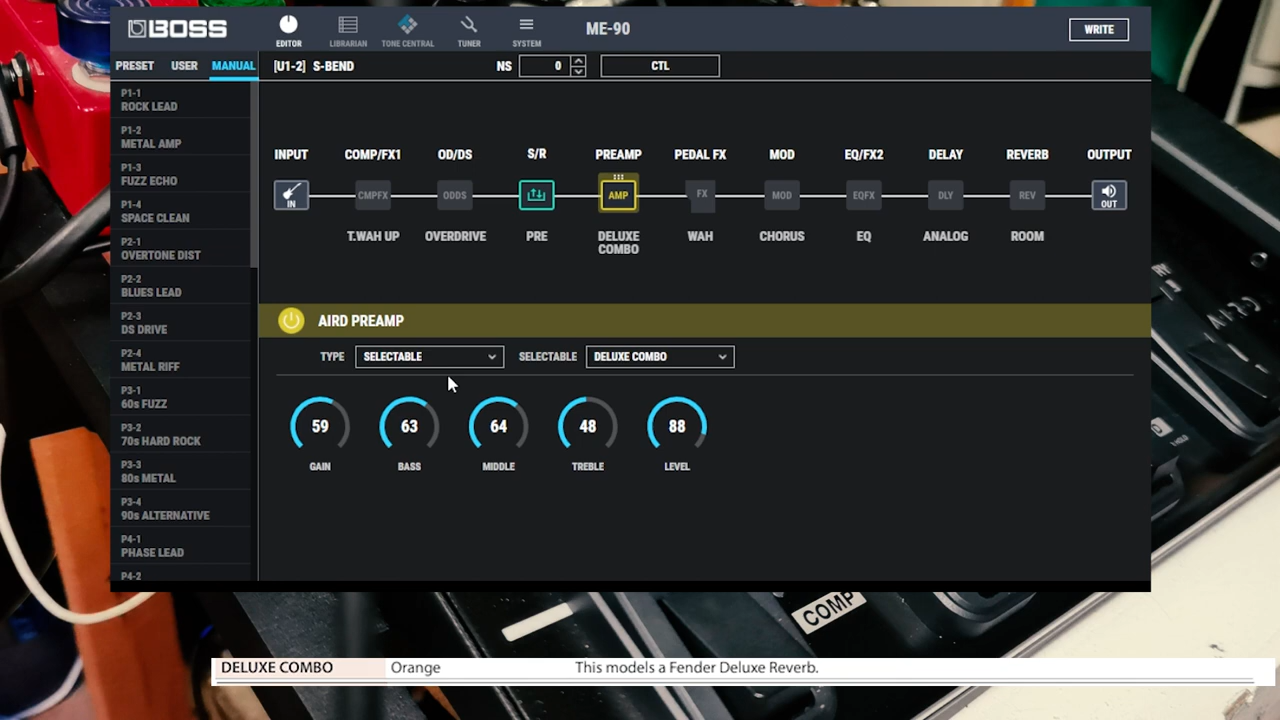 BOSS
EDITOR
LIBRARIAN
TONE CENTRAL
TUNER
SYSTEM
ME-90
WRITE
PRESET USER MANUAL
[U1-2] S-BEND
NS 0
CTL
P1-1
ROCK LEAD
P1-2
METAL AMP
P1-3
FUZZ ECHO
P1-4
SPACE CLEAN
P2-1
OVERTONE DIST
P2-2
BLUES LEAD
P2-3
DS DRIVE
P2-4
METAL RIFF
P3-1
60s FUZZ
P3-2
70s HARD ROCK
P3-3
80s METAL
P3-4
90s ALTERNATIVE
P4-1
PHASE LEAD
P4-2
INPUT COMP/FX1 OD/DS S/R PREAMP PEDAL FX MOD EQ/FX2 DELAY REVERB OUTPUT
IN CMPFX ODDS AMP FX MOD EQFX DLY REV OUT
T.WAH UP OVERDRIVE PRE DELUXE COMBO WAH CHORUS EQ ANALOG ROOM
AIRD PREAMP
TYPE SELECTABLE SELECTABLE DELUXE COMBO
59 63 64 48 88
GAIN BASS MIDDLE TREBLE LEVEL
COMP
DELUXE COMBO Orange This models a Fender Deluxe Reverb.